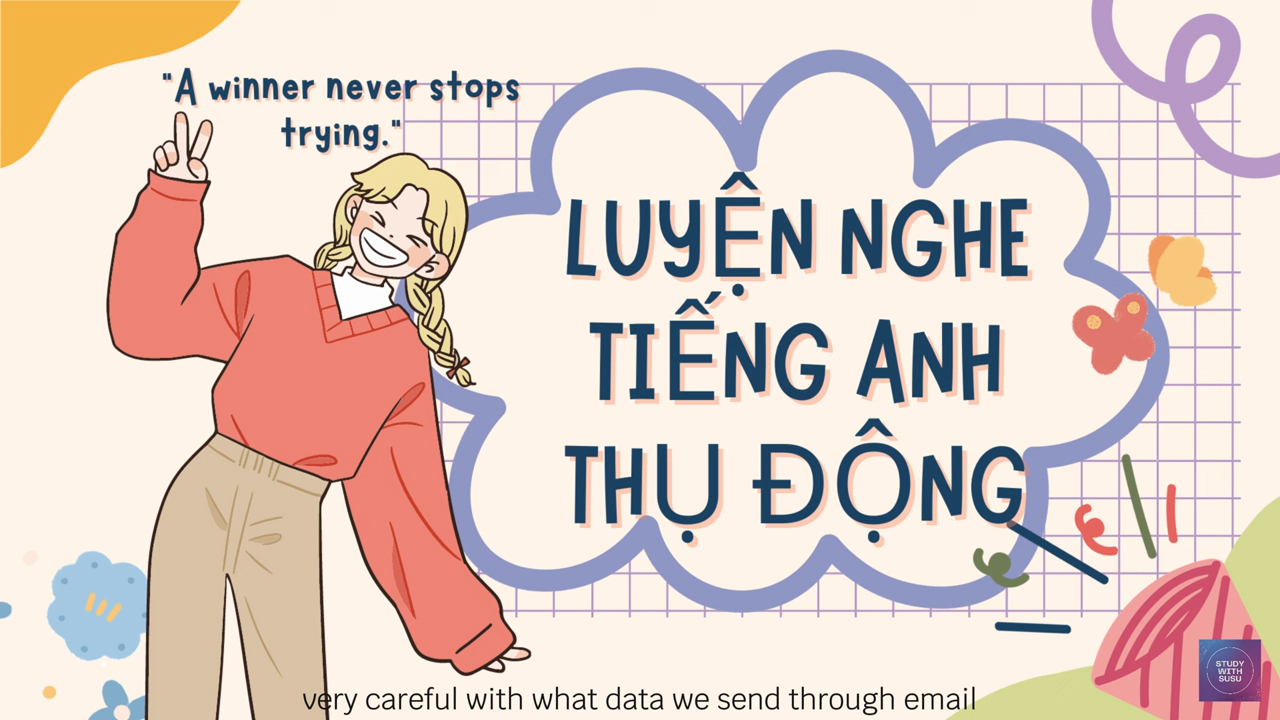 "A winner never stops
trying."
LUYỆN NGHE
TIẾNG ANH
THỤ ĐỘNG
STUDY
WITH
SUSU
very careful with what data we send through email